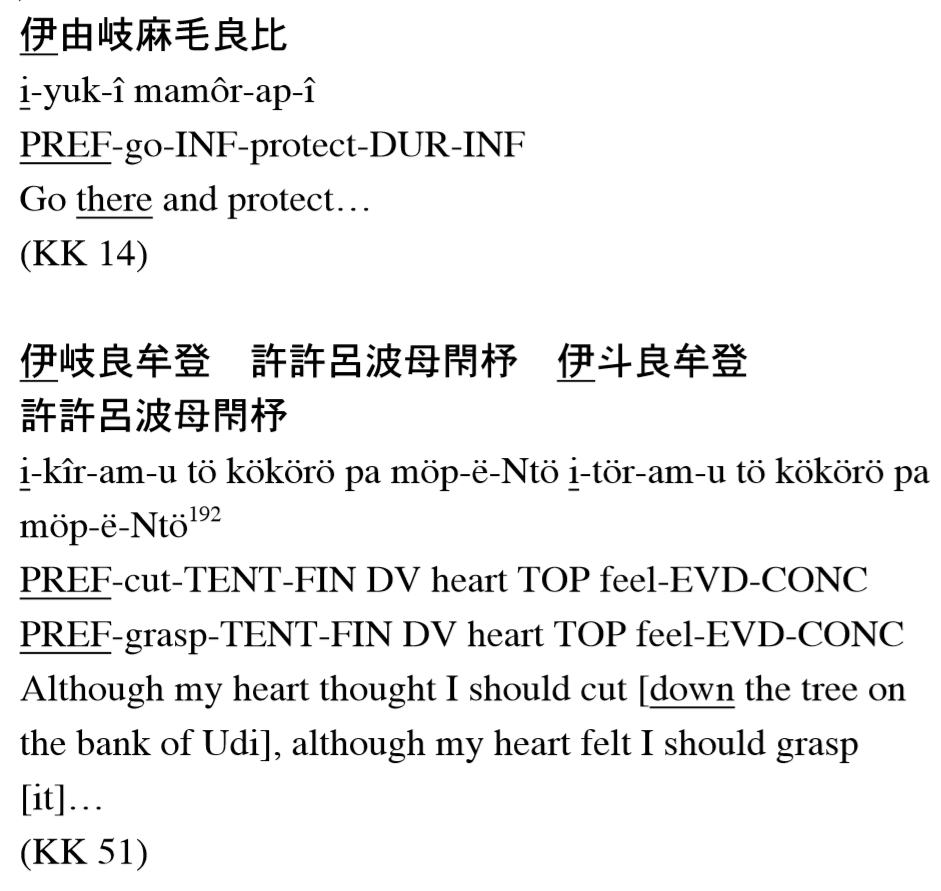 伊由岐麻毛良比
i-yuk-î mamôr-ap-î
PREF-go-INF-protect-DUR-INF
Go there and protect…
(KK 14)
伊岐良牟登　許許呂波母閇杼　伊斗良牟登
許許呂波母閇杼
i-kîr-am-u tö kökörö pa möp-ë-Ntö i-tör-am-u tö kökörö pa
möp-ë-Ntö192
PREF-cut-TENT-FIN DV heart TOP feel-EVD-CONC
PREF-grasp-TENT-FIN DV heart TOP feel-EVD-CONC
Although my heart thought I should cut [down the tree on
the bank of Udi], although my heart felt I should grasp
[it]…
(KK 51)